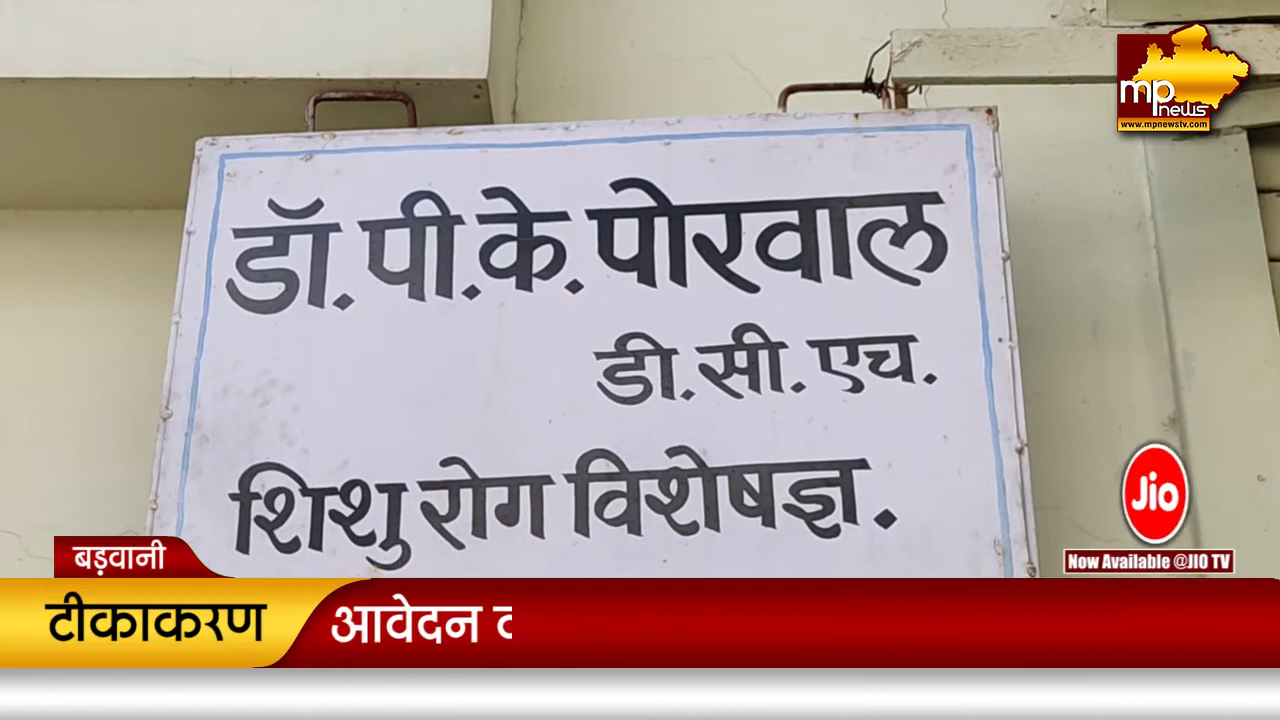 mp
news
www.mpnewstv.com
डॉ. पी.के. पोरवाल
डी.सी.एच.
शिशु रोग विशेषज्ञ.
Jio
Now Available @JIO TV
बड़वानी
टीकाकरण
आवेदन